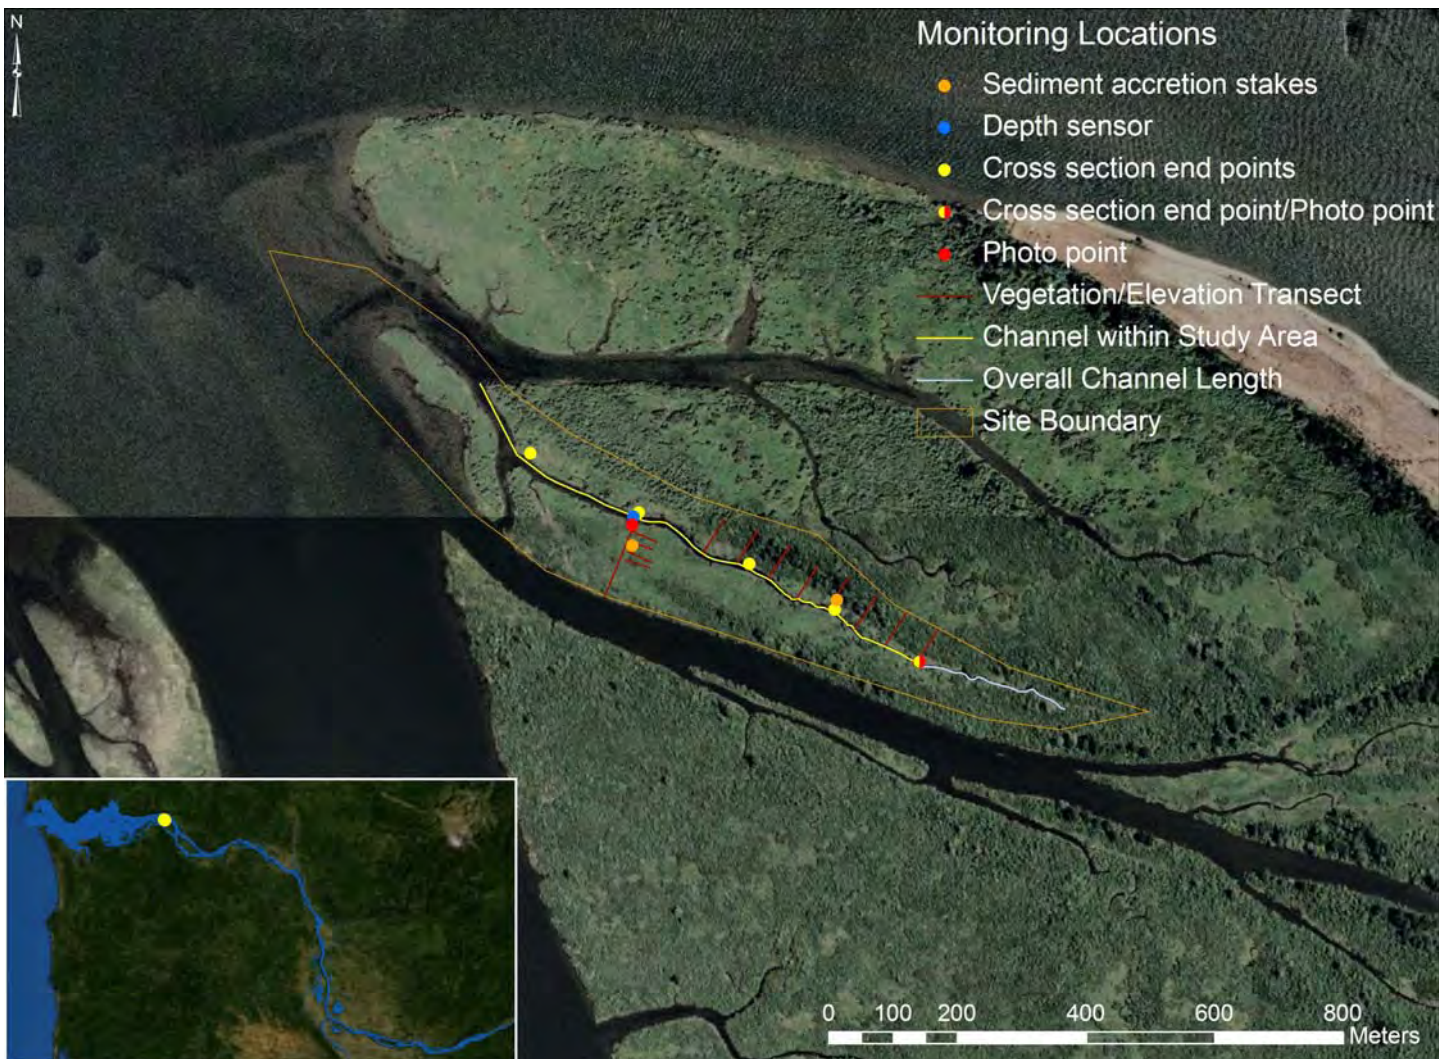 N
Monitoring Locations
Sediment accretion stakes
Depth sensor
Cross section end points
Cross section end point/Photo point
Photo point
Vegetation/Elevation Transect
Channel within Study Area
Overall Channel Length
Site Boundary
0 100 200 400 600 800
Meters